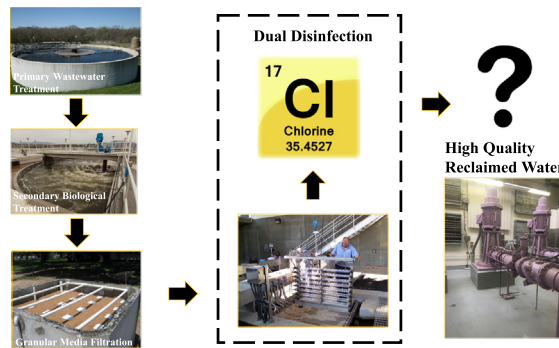 Primary Wastewater
Treatment
Secondary Biological
Treatment
Granular Media Filtration
Dual Disinfection
17
Cl
Chlorine
35.4527
?
High Quality
Reclaimed Water